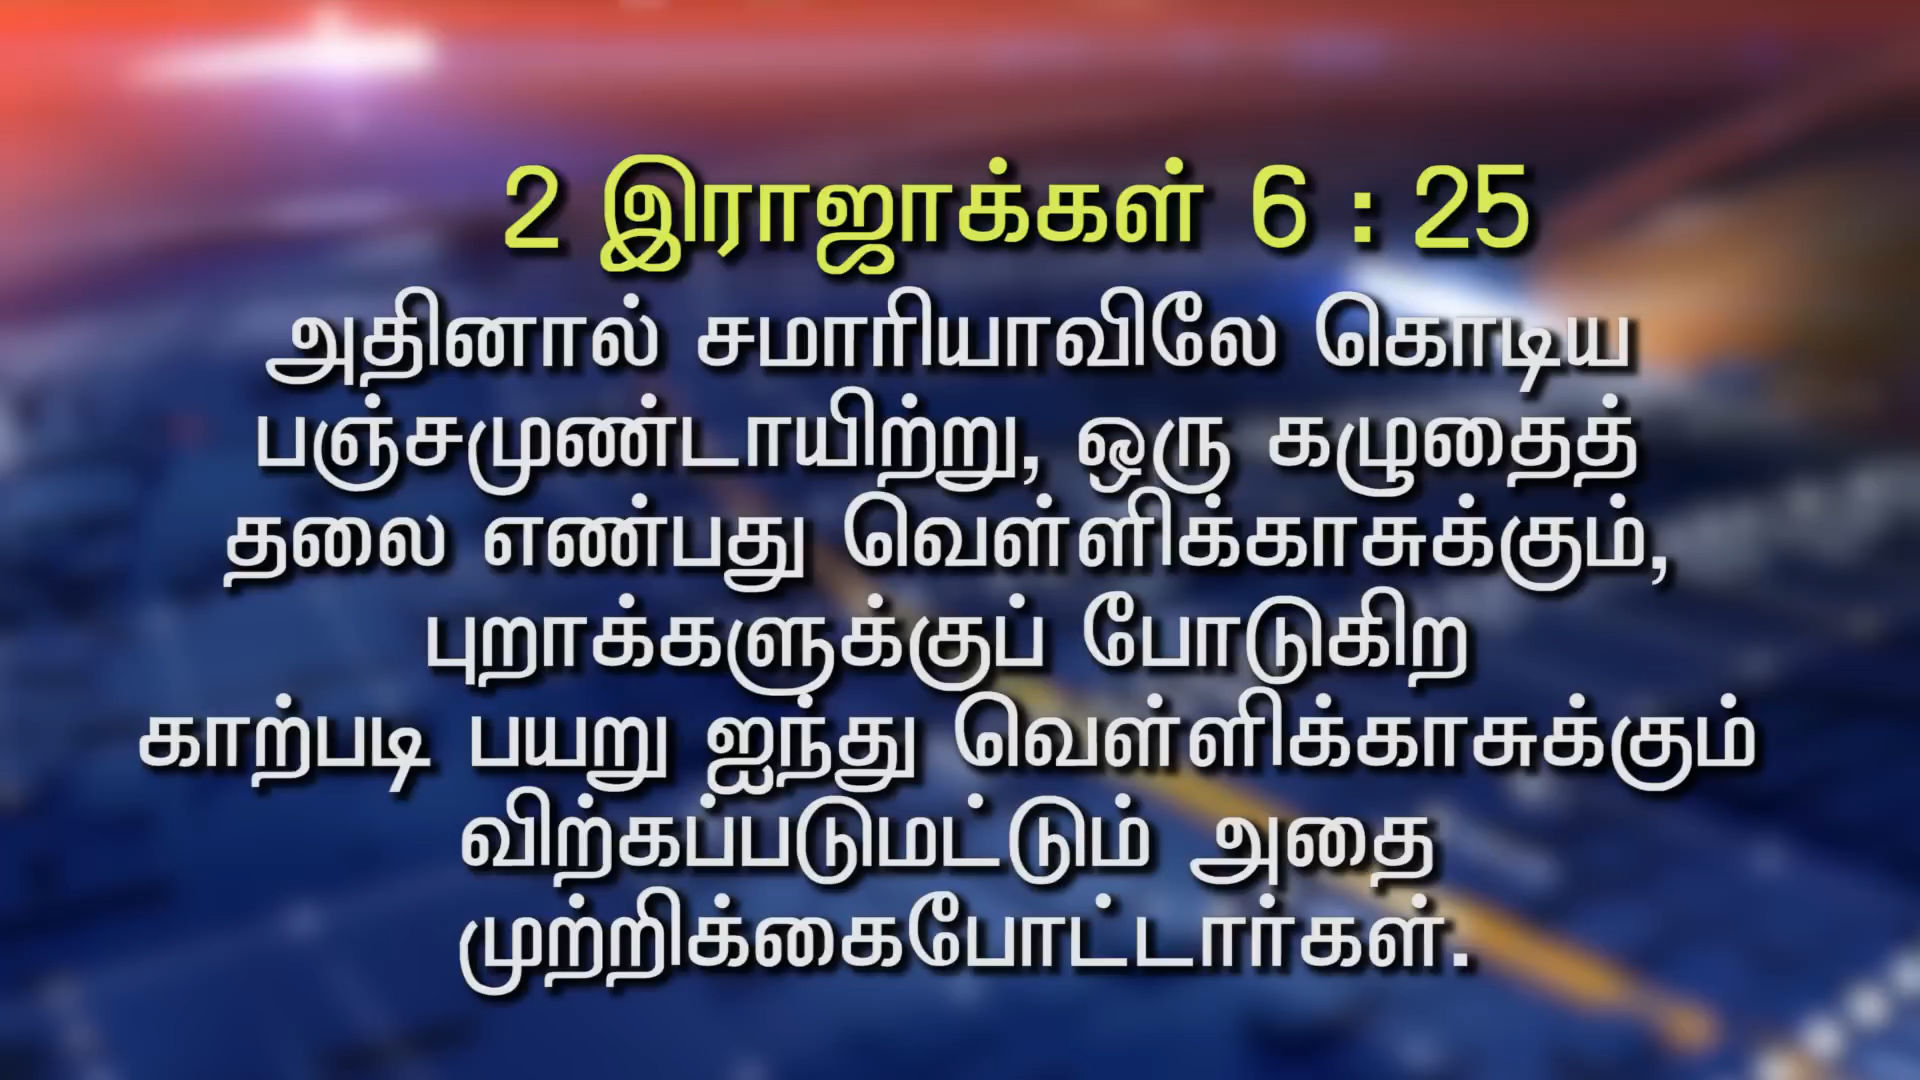 2 இராஜாக்கள் 6 : 25
அதினால் சமாரியாவிலே கொடிய
பஞ்சமுண்டாயிற்று, ஒரு கழுதைத்
தலை எண்பது வெள்ளிக்காசுக்கும்,
புறாக்களுக்குப் போடுகிற
காற்படி பயறு ஐந்து வெள்ளிக்காசுக்கும்
விற்கப்படுமட்டும் அதை
முற்றிக்கைபோட்டார்கள்.